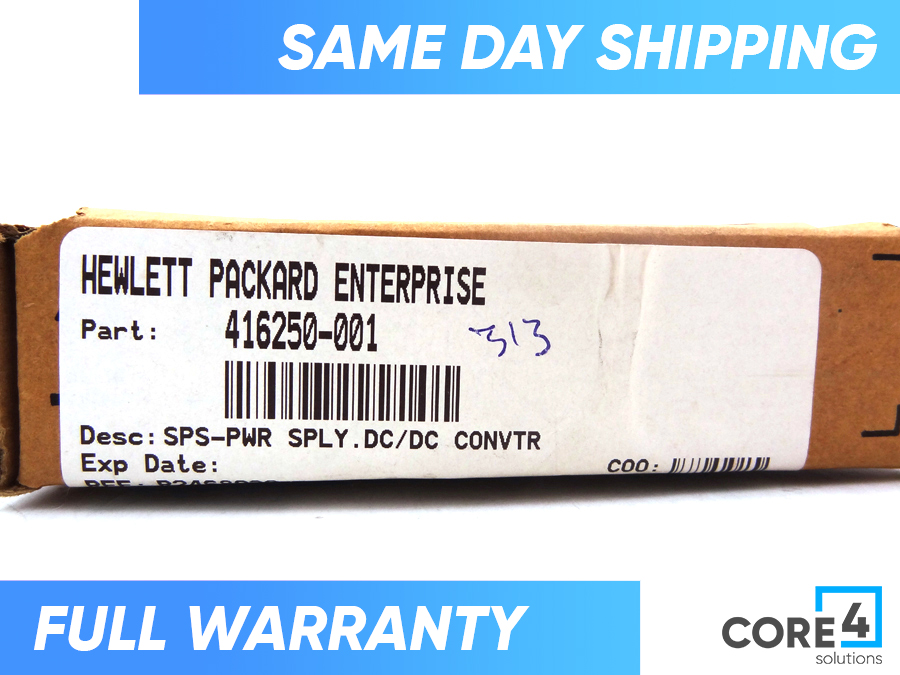 SAME DAY SHIPPING
HEWLETT PACKARD ENTERPRISE
Part: 416250-001
313
Desc: SPS-PWR SPLY.DC/DC CONVTR
Exp Date:
COO:
FULL WARRANTY
CORE4
solutions